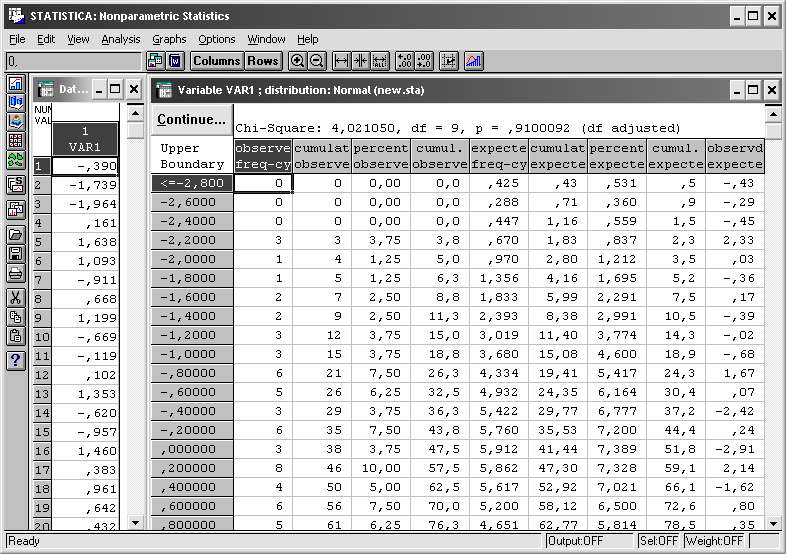 STATISTICA: Nonparametric Statistics
File Edit View Analysis Graphs Options Window Help
0,
Columns Rows
Dat...
NUM
VAL
1
VAR1
1 -,390
2 -1,739
3 -1,964
4 ,161
5 1,638
6 1,093
7 -,911
8 ,668
9 1,199
10 -,669
11 -,119
12 ,102
13 1,353
14 -,620
15 -,957
16 1,460
17 ,383
18 ,961
19 ,642
20 ,432
Variable VAR1 ; distribution: Normal (new.sta)
Continue...
Chi-Square: 4,021050, df = 9, p = ,9100092 (df adjusted)
Upper observe cumulat percent cumul. expecte cumulat percent cumul. observd
Boundary freq-cy observe observe observe freq-cy expecte expecte expecte expecte
<=-2,800 0 0 0,00 0,0 ,425 ,43 ,531 ,5 -,43
-2,6000 0 0 0,00 0,0 ,288 ,71 ,360 ,9 -,29
-2,4000 0 0 0,00 0,0 ,447 1,16 ,559 1,5 -,45
-2,2000 3 3 3,75 3,8 ,670 1,83 ,837 2,3 2,33
-2,0000 1 4 1,25 5,0 ,970 2,80 1,212 3,5 ,03
-1,8000 1 5 1,25 6,3 1,356 4,16 1,695 5,2 -,36
-1,6000 2 7 2,50 8,8 1,833 5,99 2,291 7,5 ,17
-1,4000 2 9 2,50 11,3 2,393 8,38 2,991 10,5 -,39
-1,2000 3 12 3,75 15,0 3,019 11,40 3,774 14,3 -,02
-1,0000 3 15 3,75 18,8 3,680 15,08 4,600 18,9 -,68
-,80000 6 21 7,50 26,3 4,334 19,41 5,417 24,3 1,67
-,60000 5 26 6,25 32,5 4,932 24,35 6,164 30,4 ,07
-,40000 3 29 3,75 36,3 5,422 29,77 6,777 37,2 -2,42
-,20000 6 35 7,50 43,8 5,760 35,53 7,200 44,4 ,24
,000000 3 38 3,75 47,5 5,912 41,44 7,389 51,8 -2,91
,200000 8 46 10,00 57,5 5,862 47,30 7,328 59,1 2,14
,400000 4 50 5,00 62,5 5,617 52,92 7,021 66,1 -1,62
,600000 6 56 7,50 70,0 5,200 58,12 6,500 72,6 ,80
,800000 5 61 6,25 76,3 4,651 62,77 5,814 78,5 ,35
Ready Output:OFF Sel:OFF Weight:OFF